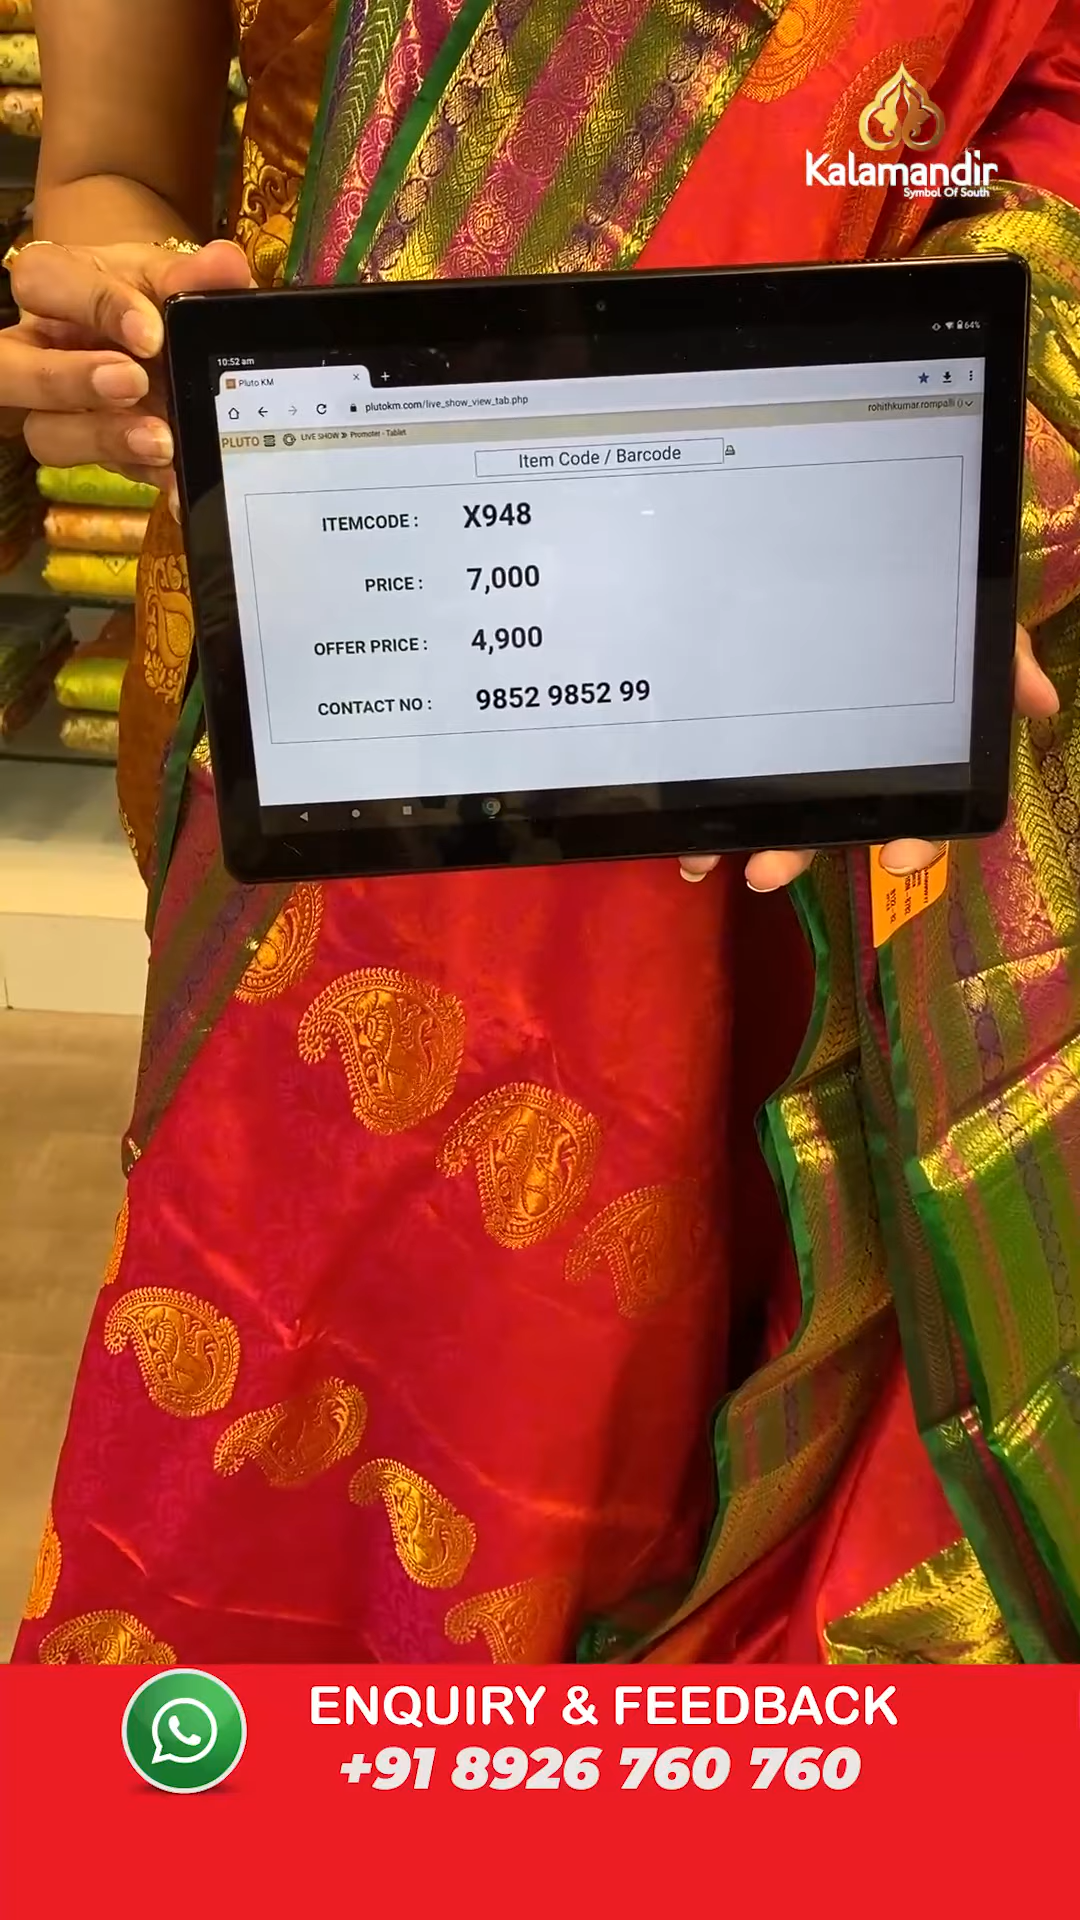 Kalamandir
Symbol Of South
10:52 am
64%
Pluto KM
plutokm.com/live_show_view_tab.php
rohithkumar.rompalli ()
PLUTO
LIVE SHOW >> Promoter - Tablet
Item Code / Barcode
ITEMCODE : X948
PRICE : 7,000
OFFER PRICE : 4,900
CONTACT NO : 9852 9852 99
ENQUIRY & FEEDBACK
+91 8926 760 760